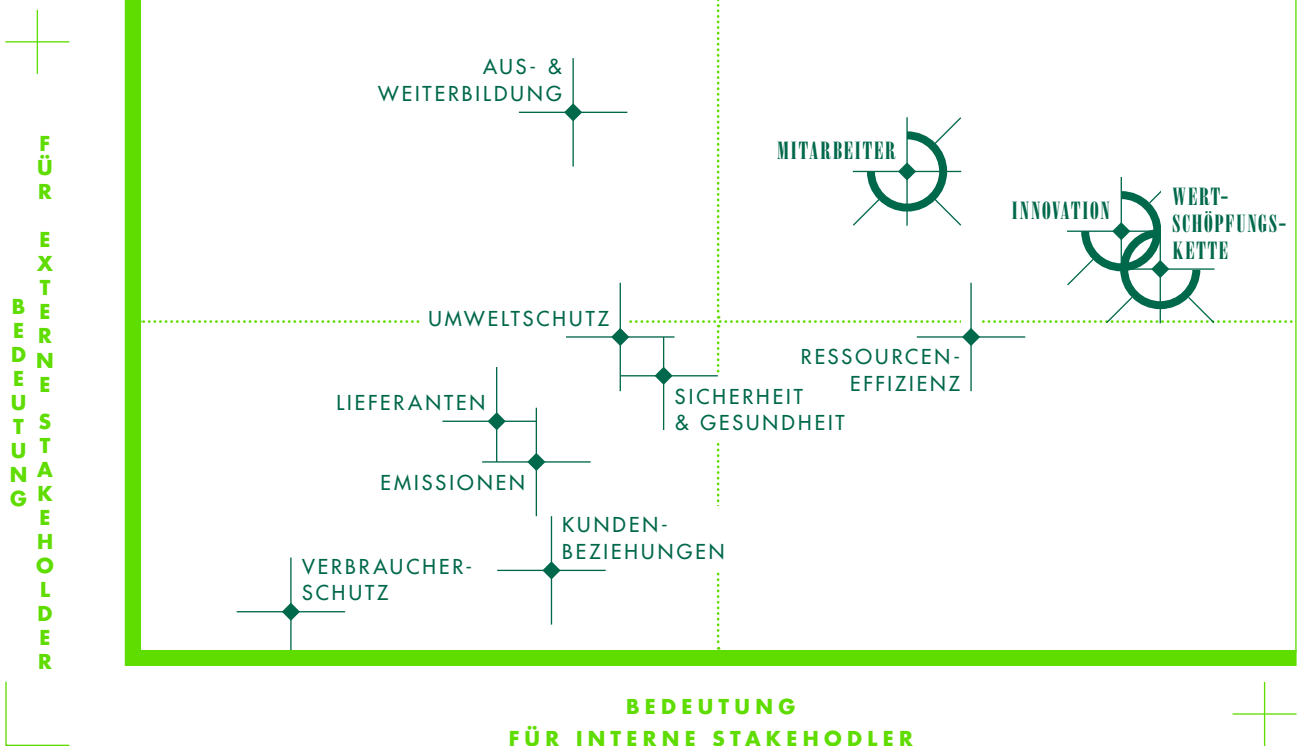 AUS- &
WEITERBILDUNG
MITARBEITER
INNOVATION
WERT-
SCHÖPFUNGS-
KETTE
UMWELTSCHUTZ
RESSOURCEN-
EFFIZIENZ
SICHERHEIT
& GESUNDHEIT
LIEFERANTEN
EMISSIONEN
KUNDEN-
BEZIEHUNGEN
VERBRAUCHER-
SCHUTZ
BEDEUTUNG
FÜR EXTERNE STAKEHOLDER
BEDEUTUNG
FÜR INTERNE STAKEHODLER